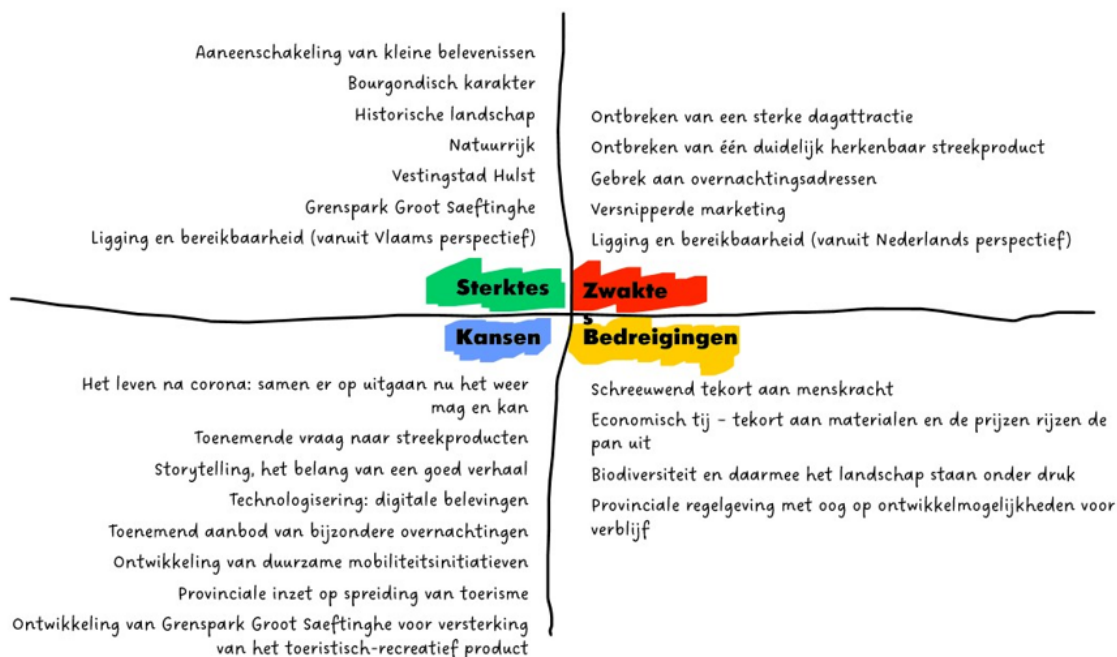 Aaneenschakeling van kleine belevenissen
Bourgondisch karakter
Historische landschap
Natuurrijk
Vestingstad Hulst
Grenspark Groot Saeftinghe
Ligging en bereikbaarheid (vanuit Vlaams perspectief)
Sterktes
Ontbreken van een sterke dagattractie
Ontbreken van één duidelijk herkenbaar streekproduct
Gebrek aan overnachtingsadressen
Versnipperde marketing
Ligging en bereikbaarheid (vanuit Nederlands perspectief)
Zwakte
s
Kansen
Het leven na corona: samen er op uitgaan nu het weer
mag en kan
Toenemende vraag naar streekproducten
Storytelling, het belang van een goed verhaal
Technologisering: digitale belevingen
Toenemend aanbod van bijzondere overnachtingen
Ontwikkeling van duurzame mobiliteitsinitiatieven
Provinciale inzet op spreiding van toerisme
Ontwikkeling van Grenspark Groot Saeftinghe voor versterking
van het toeristisch-recreatief product
Bedreigingen
Schreeuwend tekort aan menskracht
Economisch tij - tekort aan materialen en de prijzen rijzen de
pan uit
Biodiversiteit en daarmee het landschap staan onder druk
Provinciale regelgeving met oog op ontwikkelmogelijkheden voor
verblijf